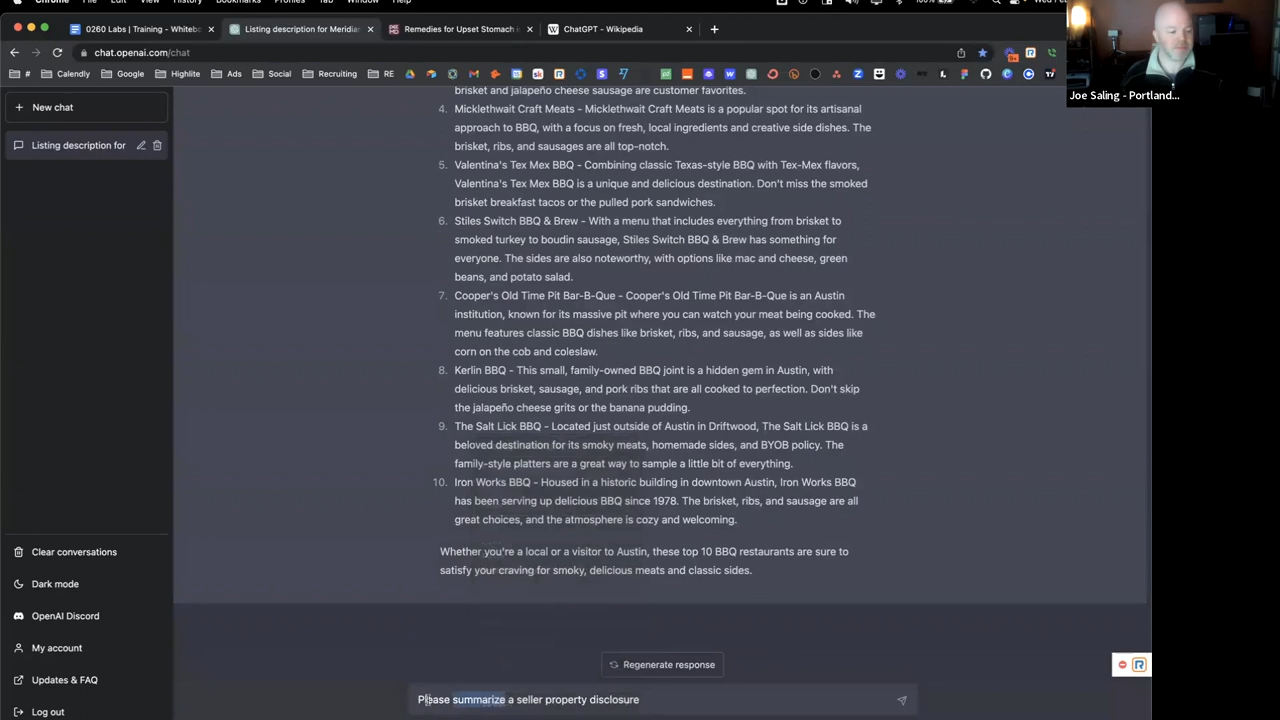 Chrome File Edit View History Bookmarks Profiles Tab Window Help
0260 Labs | Training - Whiteb
Listing description for Meridia
Remedies for Upset Stomach
ChatGPT - Wikipedia
chat.openai.com/chat
#
Calendly
Google
Highlite
Ads
Social
Recruiting
RE
Joe Saling - Portland...
New chat
Listing description for
brisket and jalapeño cheese sausage are customer favorites.
4. Micklethwait Craft Meats - Micklethwait Craft Meats is a popular spot for its artisanal
approach to BBQ, with a focus on fresh, local ingredients and creative side dishes. The
brisket, ribs, and sausages are all top-notch.
5. Valentina's Tex Mex BBQ - Combining classic Texas-style BBQ with Tex-Mex flavors,
Valentina's Tex Mex BBQ is a unique and delicious destination. Don't miss the smoked
brisket breakfast tacos or the pulled pork sandwiches.
6. Stiles Switch BBQ & Brew - With a menu that includes everything from brisket to
smoked turkey to boudin sausage, Stiles Switch BBQ & Brew has something for
everyone. The sides are also noteworthy, with options like mac and cheese, green
beans, and potato salad.
7. Cooper's Old Time Pit Bar-B-Que - Cooper's Old Time Pit Bar-B-Que is an Austin
institution, known for its massive pit where you can watch your meat being cooked. The
menu features classic BBQ dishes like brisket, ribs, and sausage, as well as sides like
corn on the cob and coleslaw.
8. Kerlin BBQ - This small, family-owned BBQ joint is a hidden gem in Austin, with
delicious brisket, sausage, and pork ribs that are all cooked to perfection. Don't skip
the jalapeño cheese grits or the banana pudding.
9. The Salt Lick BBQ - Located just outside of Austin in Driftwood, The Salt Lick BBQ is a
beloved destination for its smoky meats, homemade sides, and BYOB policy. The
family-style platters are a great way to sample a little bit of everything.
10. Iron Works BBQ - Housed in a historic building in downtown Austin, Iron Works BBQ
has been serving up delicious BBQ since 1978. The brisket, ribs, and sausage are all
great choices, and the atmosphere is cozy and welcoming.
Whether you're a local or a visitor to Austin, these top 10 BBQ restaurants are sure to
satisfy your craving for smoky, delicious meats and classic sides.
Clear conversations
Dark mode
OpenAI Discord
My account
Updates & FAQ
Log out
Regenerate response
Please summarize a seller property disclosure